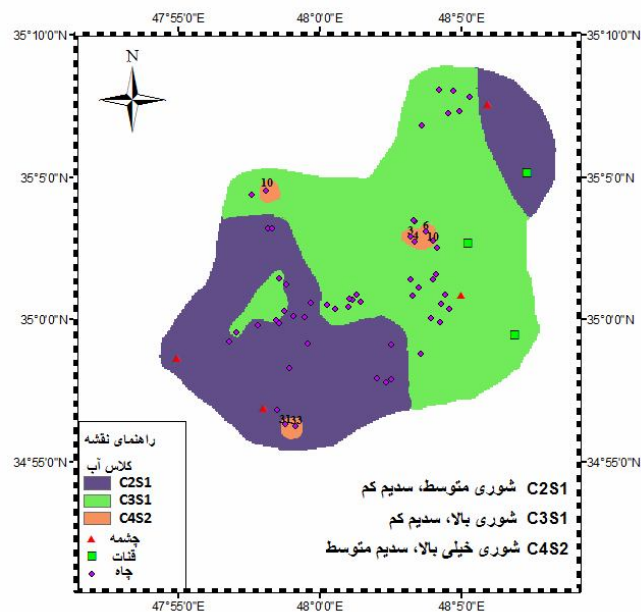 47°55'0"E 48°0'0"E 48°5'0"E
35°10'0"N 35°10'0"N
N
35°5'0"N 35°5'0"N
10
3 6
4 10
35°0'0"N 35°0'0"N
31 33
34°55'0"N 34°55'0"N
راهنمای نقشه
کلاس آب
C2S1
C3S1
C4S2
چشمه
قنات
چاه
C2S1 شوری متوسط، سدیم کم
C3S1 شوری بالا، سدیم کم
C4S2 شوری خیلی بالا، سدیم متوسط
47°55'0"E 48°0'0"E 48°5'0"E